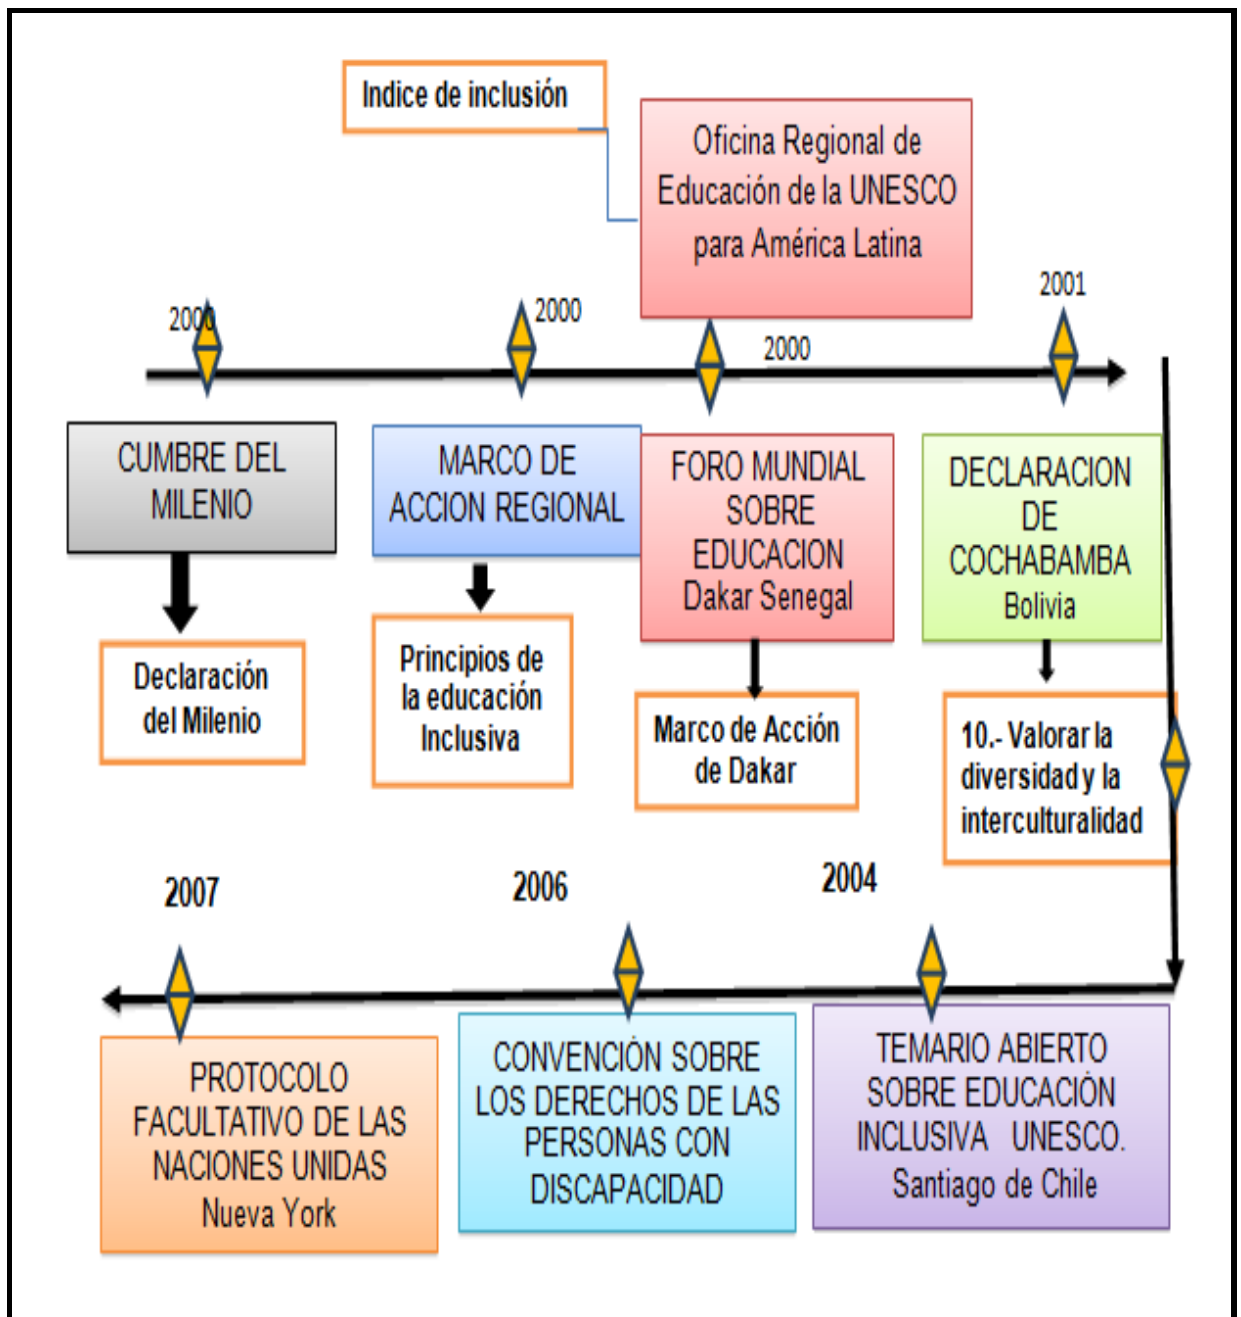 Indice de inclusión
Oficina Regional de
Educación de la UNESCO
para América Latina
2000
2000
2000
2001
CUMBRE DEL
MILENIO
MARCO DE
ACCION REGIONAL
FORO MUNDIAL
SOBRE
EDUCACION
Dakar Senegal
DECLARACION
DE
COCHABAMBA
Bolivia
Declaración
del Milenio
Principios de
la educación
Inclusiva
Marco de Acción
de Dakar
10.- Valorar la
diversidad y la
interculturalidad
2007
2006
2004
PROTOCOLO
FACULTATIVO DE LAS
NACIONES UNIDAS
Nueva York
CONVENCIÓN SOBRE
LOS DERECHOS DE LAS
PERSONAS CON
DISCAPACIDAD
TEMARIO ABIERTO
SOBRE EDUCACIÓN
INCLUSIVA UNESCO.
Santiago de Chile